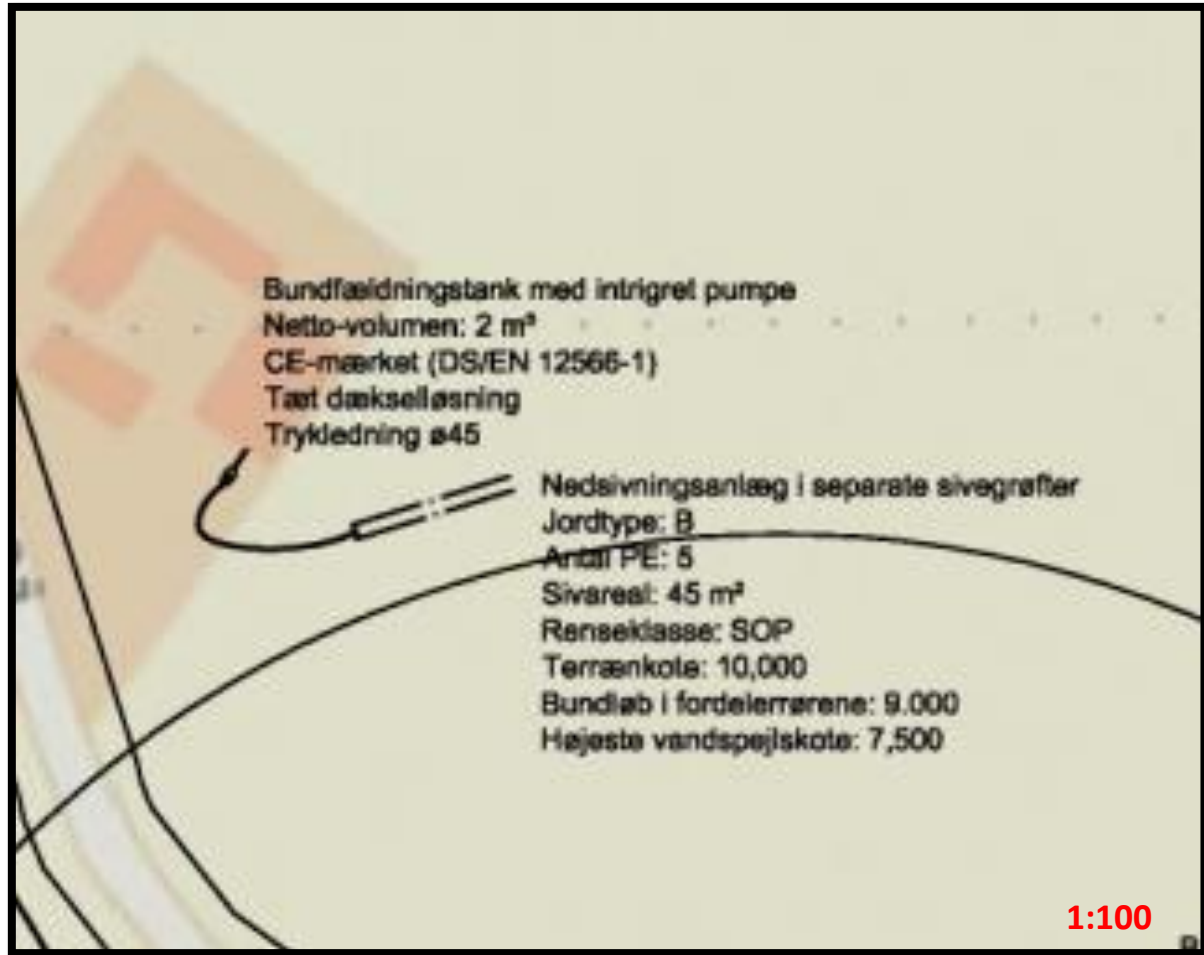 Bundfældningstank med intrigret pumpe
Netto-volumen: 2 m³
CE-mærket (DS/EN 12566-1)
Tæt dækselløsning
Trykledning ø45
Nedsivningsanlæg i separate sivegrøfter
Jordtype: B
Antal PE: 5
Sivareal: 45 m²
Renseklasse: SOP
Terrænkote: 10,000
Bundløb i fordelerrørene: 9.000
Højeste vandspejlskote: 7,500
1:100